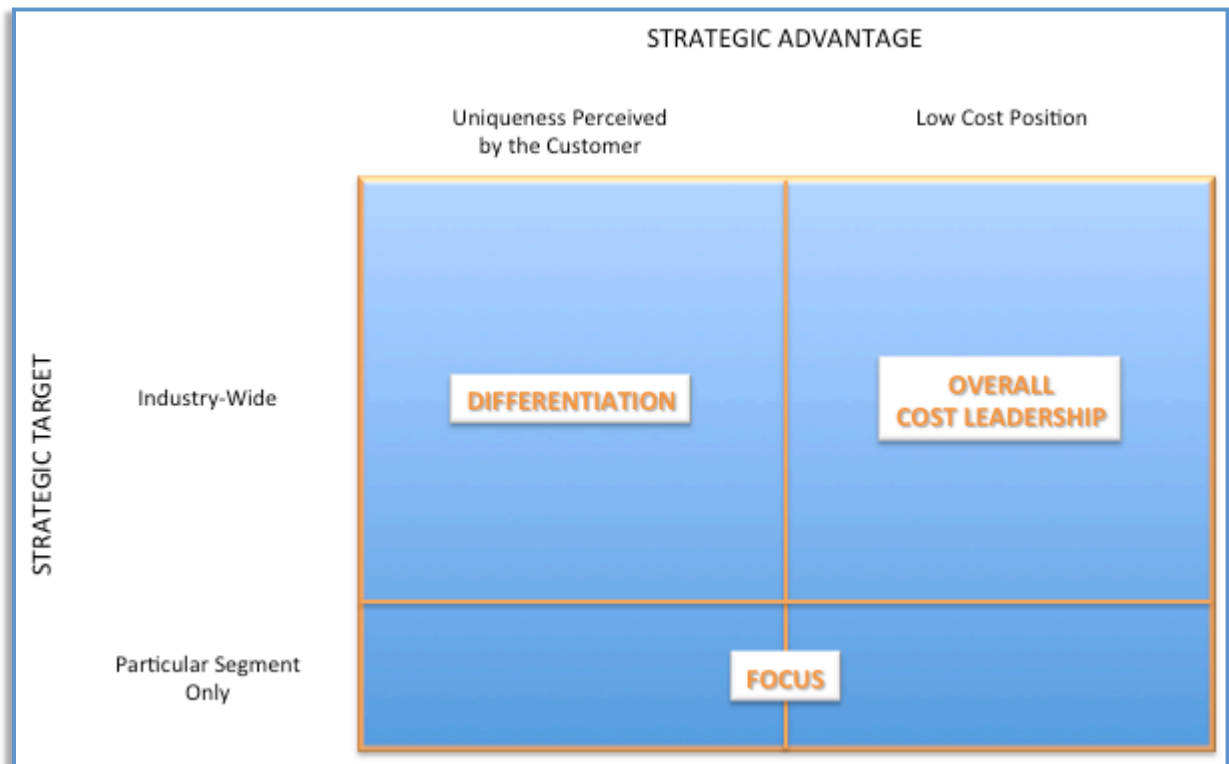 STRATEGIC ADVANTAGE
Uniqueness Perceived
by the Customer
Low Cost Position
STRATEGIC TARGET
Industry-Wide
DIFFERENTIATION
OVERALL
COST LEADERSHIP
Particular Segment
Only
FOCUS